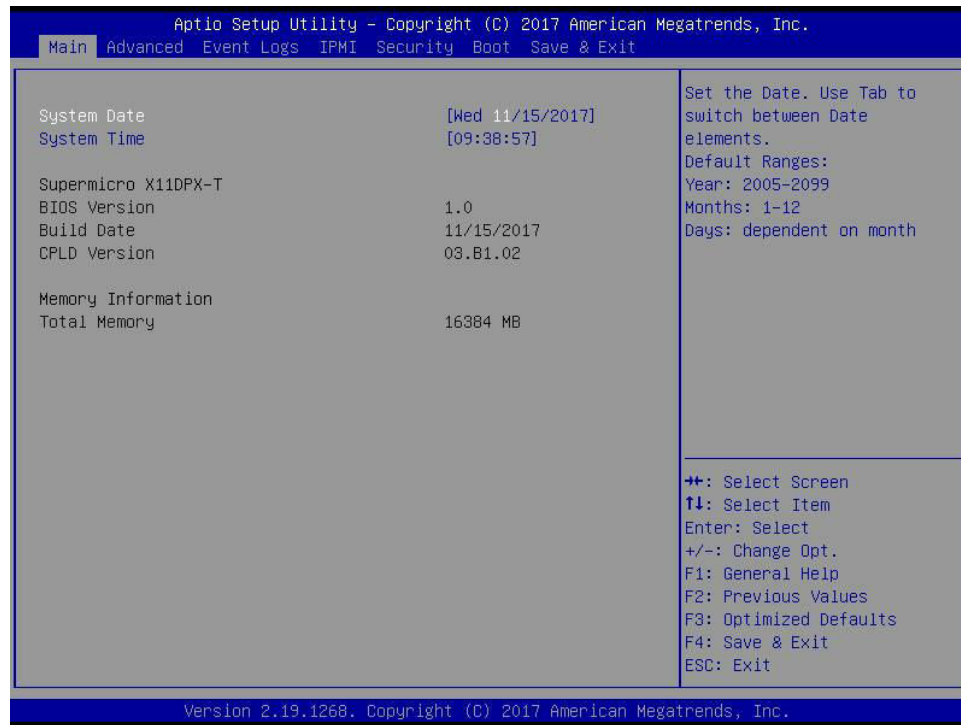 Aptio Setup Utility – Copyright (C) 2017 American Megatrends, Inc.
Main Advanced Event Logs IPMI Security Boot Save & Exit
System Date [Wed 11/15/2017]
System Time [09:38:57]
Supermicro X11DPX-T
BIOS Version 1.0
Build Date 11/15/2017
CPLD Version 03.B1.02
Memory Information
Total Memory 16384 MB
Set the Date. Use Tab to
switch between Date
elements.
Default Ranges:
Year: 2005-2099
Months: 1-12
Days: dependent on month
→←: Select Screen
↑↓: Select Item
Enter: Select
+/-: Change Opt.
F1: General Help
F2: Previous Values
F3: Optimized Defaults
F4: Save & Exit
ESC: Exit
Version 2.19.1268. Copyright (C) 2017 American Megatrends, Inc.